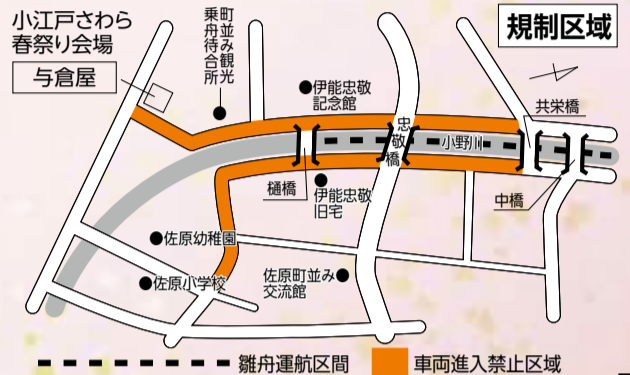 小江戸さわら
春祭り会場
与倉屋
町並み観光
乗舟待合所
規制区域
伊能忠敬
記念館
共栄橋
忠敬橋
小野川
樋橋
伊能忠敬
旧宅
中橋
佐原幼稚園
佐原小学校
佐原町並み
交流館
雛舟運航区間
車両進入禁止区域